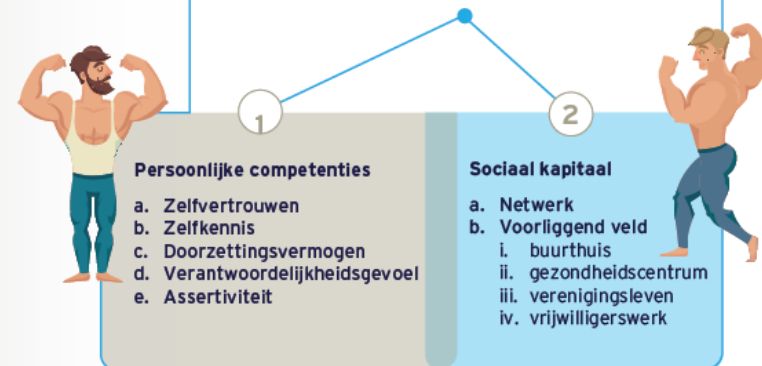 1
2
Persoonlijke competenties
a. Zelfvertrouwen
b. Zelfkennis
c. Doorzettingsvermogen
d. Verantwoordelijkheidsgevoel
e. Assertiviteit
Sociaal kapitaal
a. Netwerk
b. Voorliggend veld
i. buurthuis
ii. gezondheidscentrum
iii. verenigingsleven
iv. vrijwilligerswerk